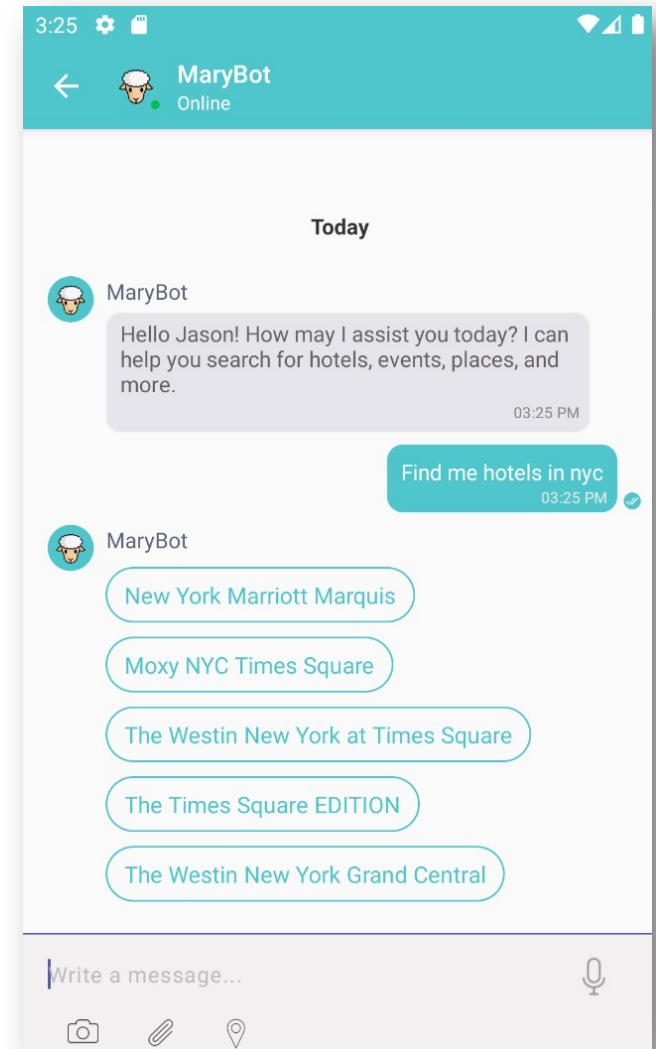 3:25
MaryBot
Online
Today
MaryBot
Hello Jason! How may I assist you today? I can
help you search for hotels, events, places, and
more.
03:25 PM
Find me hotels in nyc
03:25 PM
MaryBot
New York Marriott Marquis
Moxy NYC Times Square
The Westin New York at Times Square
The Times Square EDITION
The Westin New York Grand Central
Write a message...